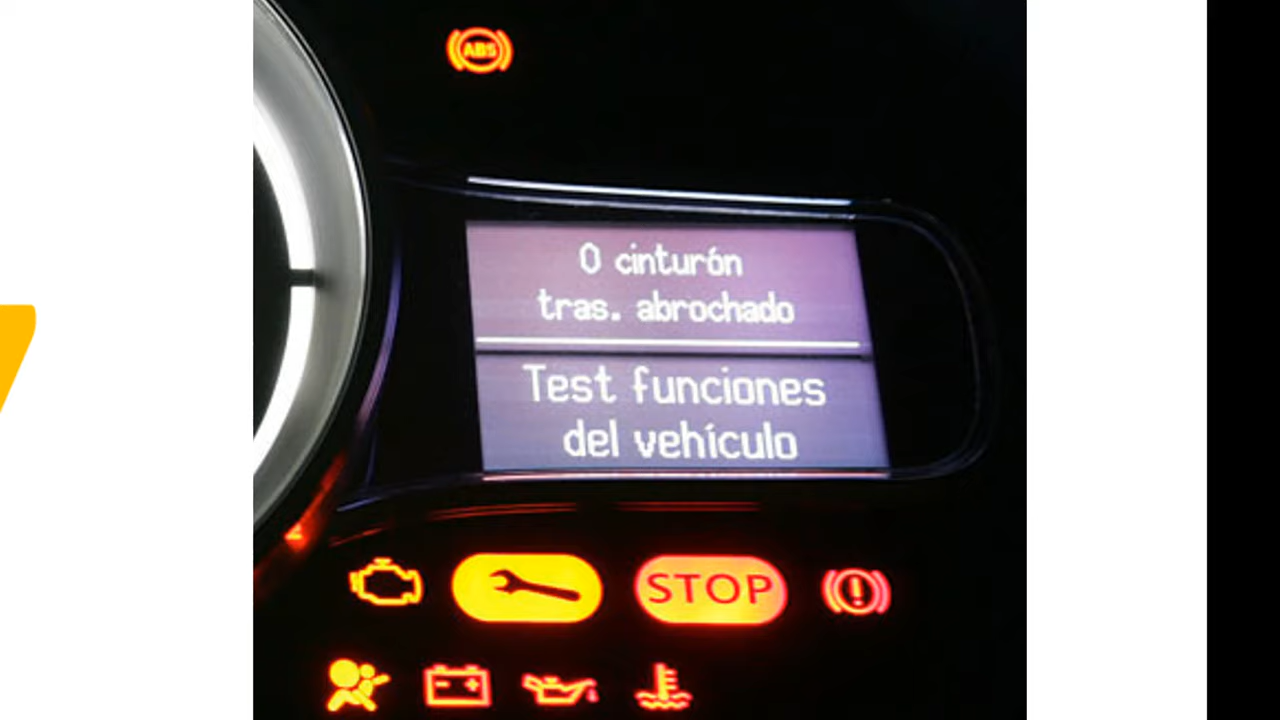 ABS
0 cinturón
tras. abrochado
Test funciones
del vehículo
STOP